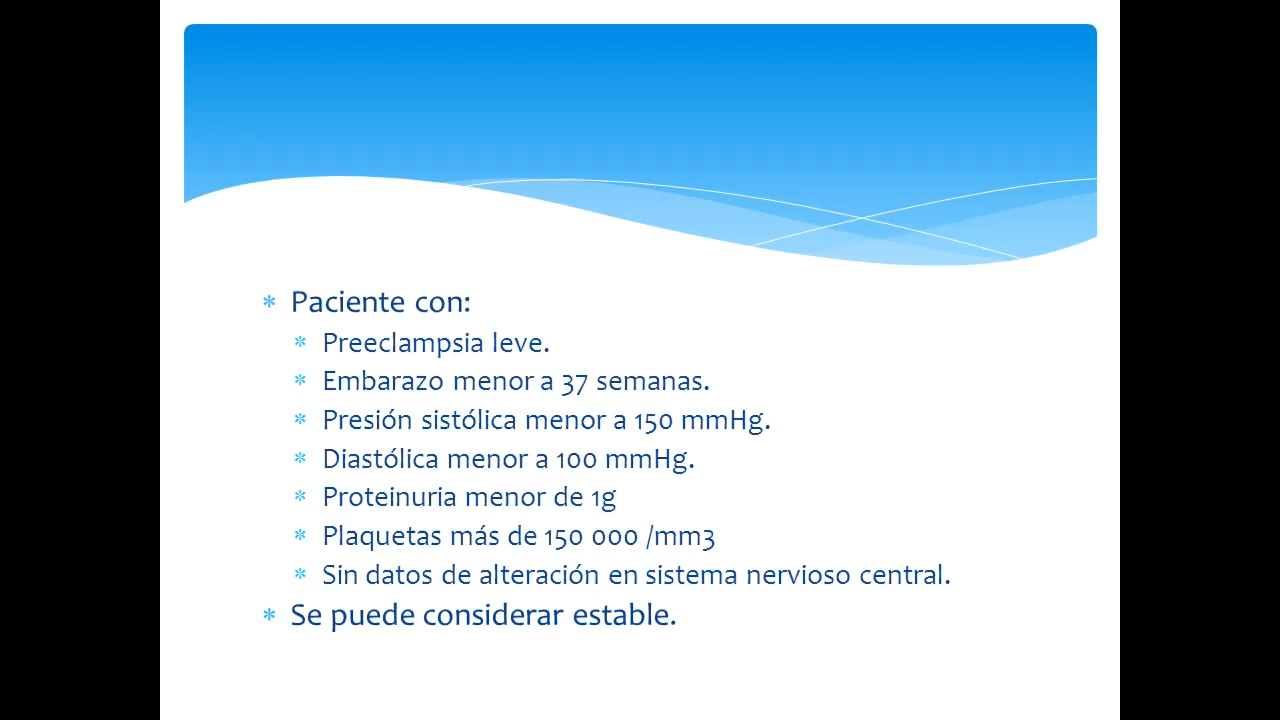 * Paciente con:
* Preeclampsia leve.
* Embarazo menor a 37 semanas.
* Presión sistólica menor a 150 mmHg.
* Diastólica menor a 100 mmHg.
* Proteinuria menor de 1g
* Plaquetas más de 150 000 /mm3
* Sin datos de alteración en sistema nervioso central.
* Se puede considerar estable.